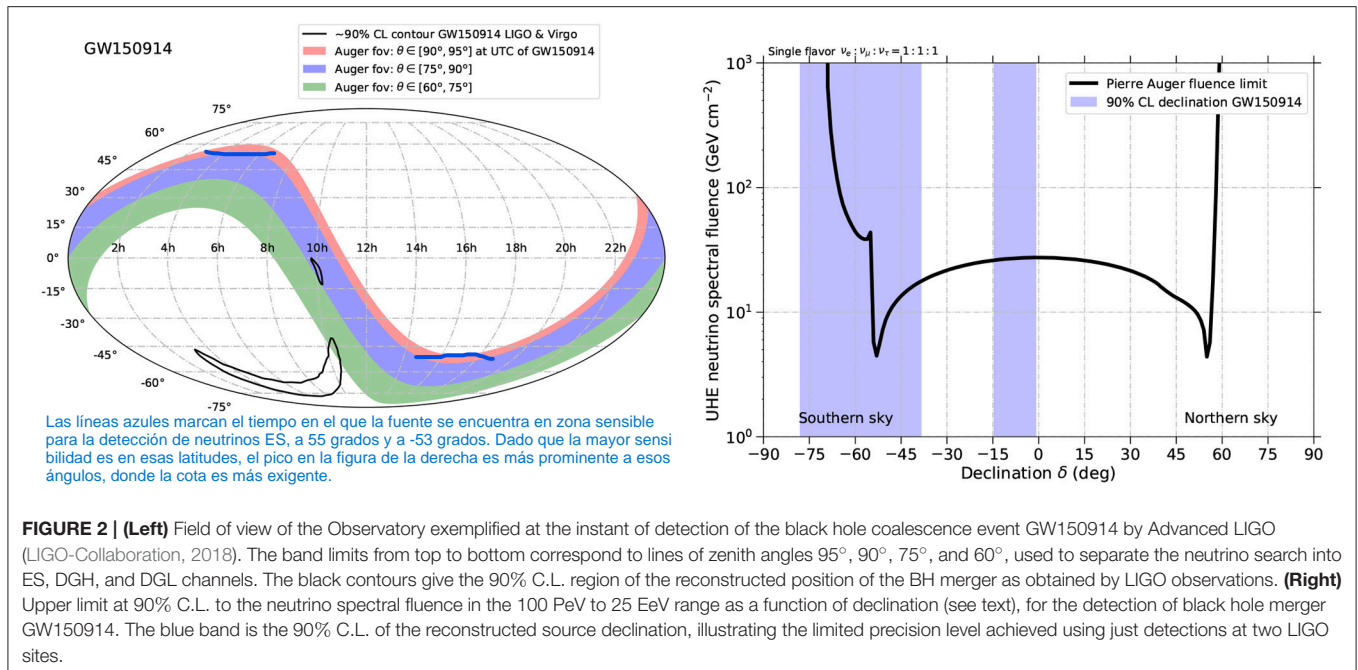 GW150914
~90% CL contour GW150914 LIGO & Virgo
Auger fov: θ ∈ [90°, 95°] at UTC of GW150914
Auger fov: θ ∈ [75°, 90°]
Auger fov: θ ∈ [60°, 75°]
75°
60°
45°
30°
15°
0°
-15°
-30°
-45°
-60°
-75°
2h 4h 6h 8h 10h 12h 14h 16h 18h 20h 22h
Las líneas azules marcan el tiempo en el que la fuente se encuentra en zona sensible
para la detección de neutrinos ES, a 55 grados y a -53 grados. Dado que la mayor sensi
bilidad es en esas latitudes, el pico en la figura de la derecha es más prominente a esos
ángulos, donde la cota es más exigente.
Single flavor νe : νμ : ντ = 1 : 1 : 1
Pierre Auger fluence limit
90% CL declination GW150914
UHE neutrino spectral fluence (GeV cm⁻²)
10³
10²
10¹
10⁰
Southern sky
Northern sky
−90 −75 −60 −45 −30 −15 0 15 30 45 60 75 90
Declination δ (deg)
FIGURE 2 | (Left) Field of view of the Observatory exemplified at the instant of detection of the black hole coalescence event GW150914 by Advanced LIGO
(LIGO-Collaboration, 2018). The band limits from top to bottom correspond to lines of zenith angles 95°, 90°, 75°, and 60°, used to separate the neutrino search into
ES, DGH, and DGL channels. The black contours give the 90% C.L. region of the reconstructed position of the BH merger as obtained by LIGO observations. (Right)
Upper limit at 90% C.L. to the neutrino spectral fluence in the 100 PeV to 25 EeV range as a function of declination (see text), for the detection of black hole merger
GW150914. The blue band is the 90% C.L. of the reconstructed source declination, illustrating the limited precision level achieved using just detections at two LIGO
sites.